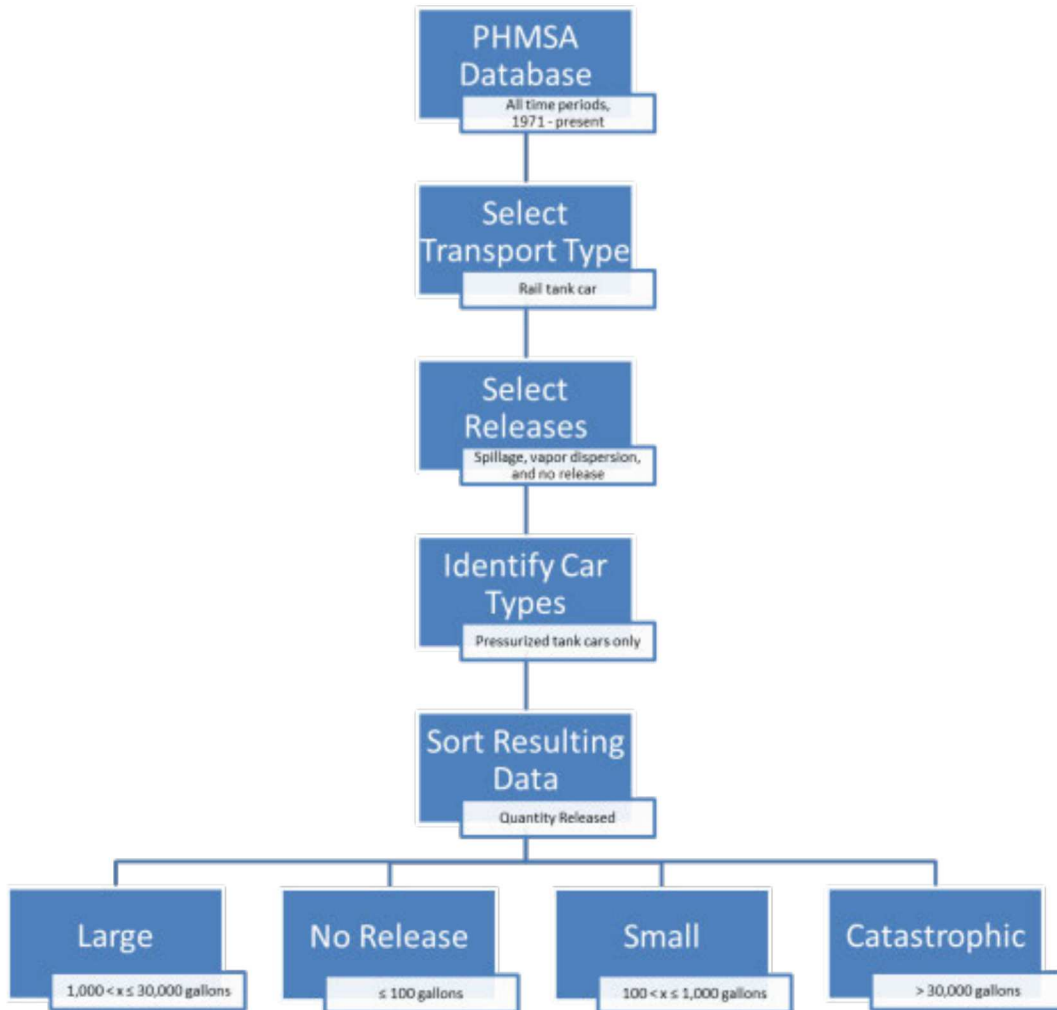 PHMSA
Database
All time periods,
1971 - present
Select
Transport Type
Rail tank car
Select
Releases
Spillage, vapor dispersion,
and no release
Identify Car
Types
Pressurized tank cars only
Sort Resulting
Data
Quantity Released
Large
1,000 < x ≤ 30,000 gallons
No Release
≤ 100 gallons
Small
100 < x ≤ 1,000 gallons
Catastrophic
> 30,000 gallons